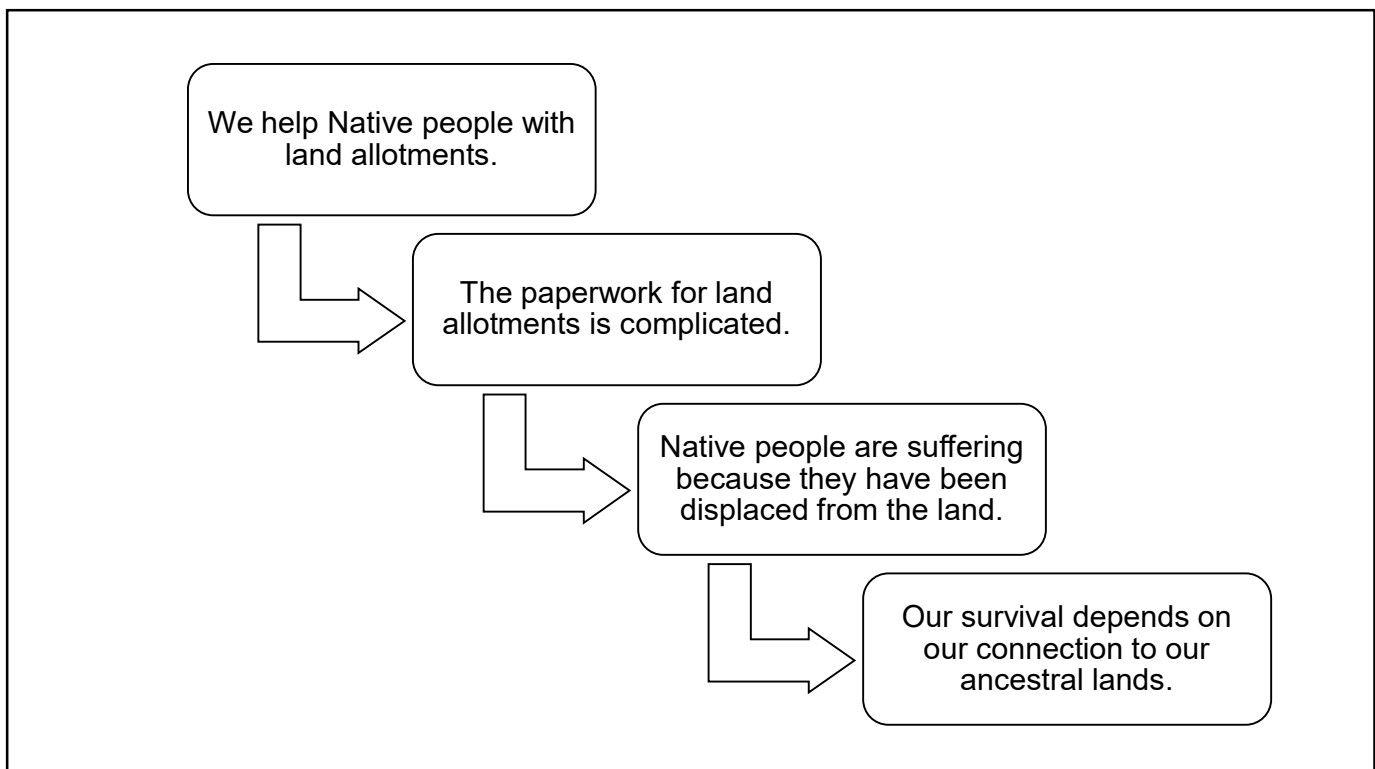 We help Native people with
land allotments.
The paperwork for land
allotments is complicated.
Native people are suffering
because they have been
displaced from the land.
Our survival depends on
our connection to our
ancestral lands.